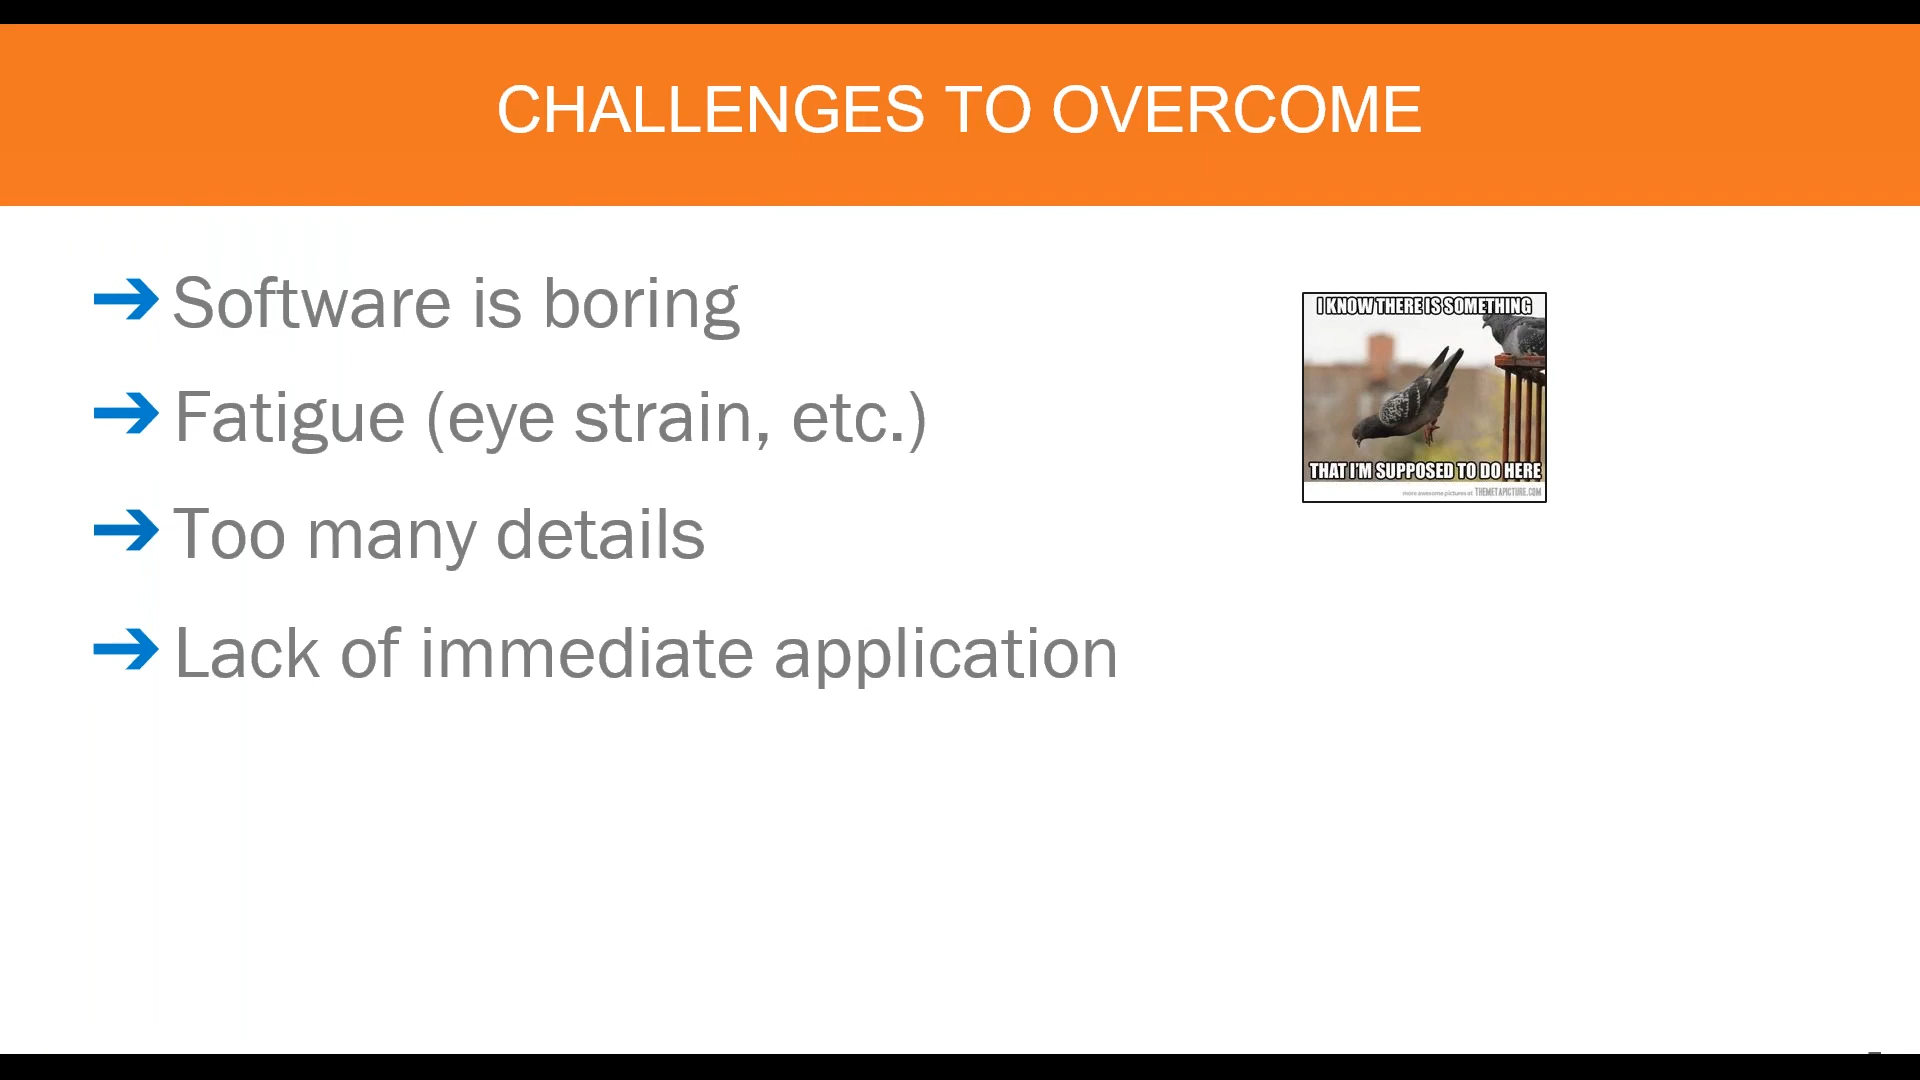 CHALLENGES TO OVERCOME
Software is boring
Fatigue (eye strain, etc.)
Too many details
Lack of immediate application
I KNOW THERE IS SOMETHING
THAT I'M SUPPOSED TO DO HERE
more awesome pictures at THEMETAPICTURE.COM